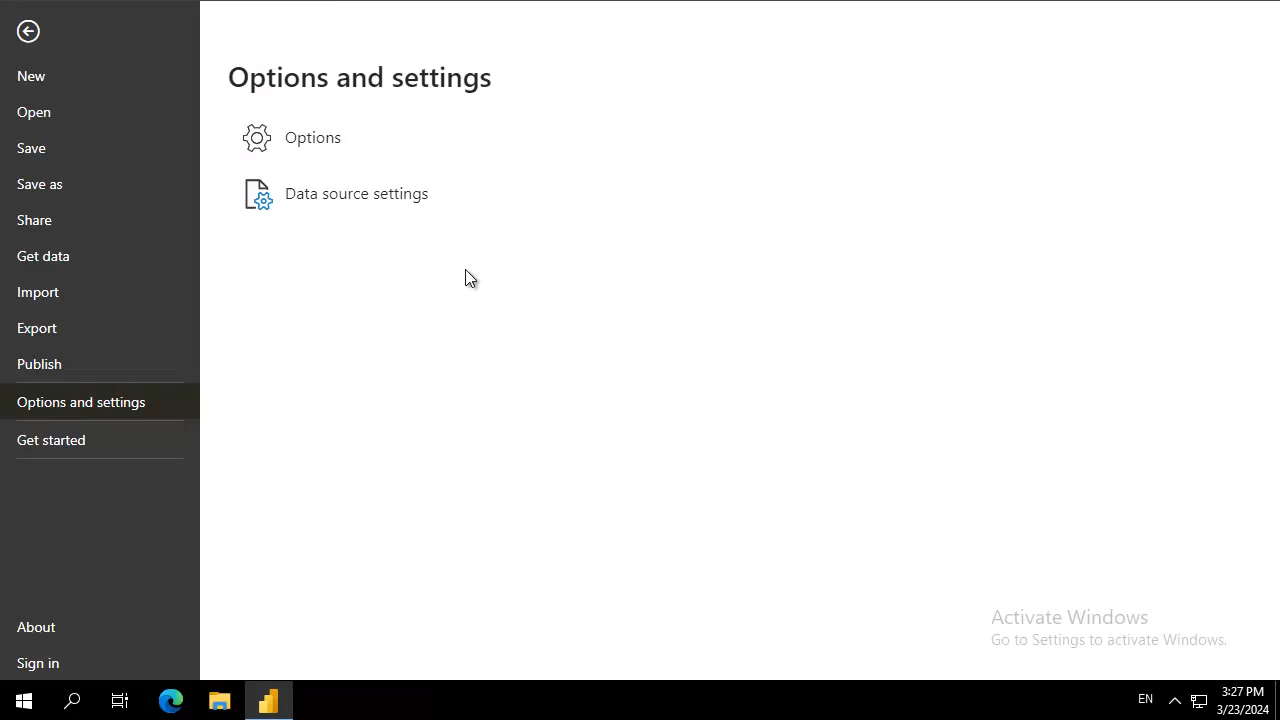 New
Open
Save
Save as
Share
Get data
Import
Export
Publish
Options and settings
Get started
About
Sign in
Options and settings
Options
Data source settings
Activate Windows
Go to Settings to activate Windows.
EN
3:27 PM
3/23/2024